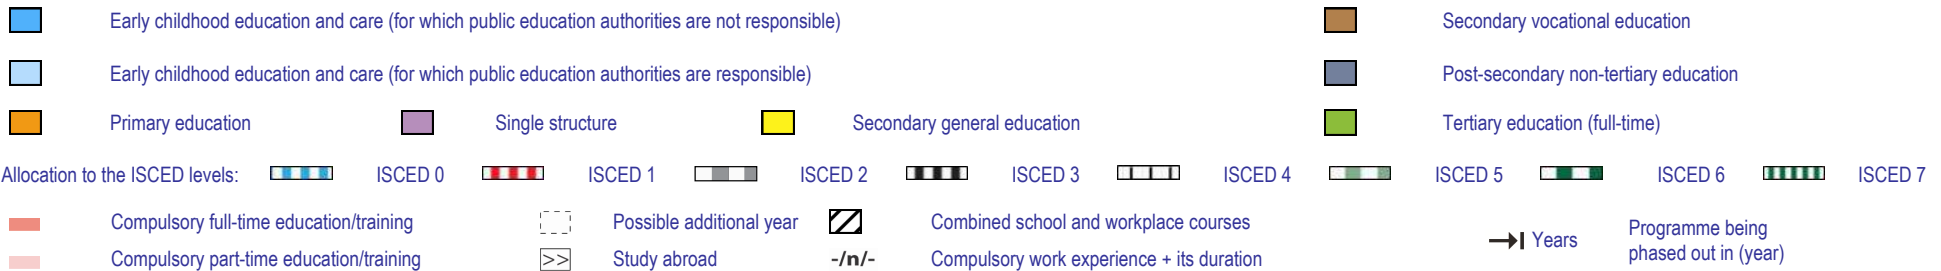 Early childhood education and care (for which public education authorities are not responsible)
Secondary vocational education
Early childhood education and care (for which public education authorities are responsible)
Post-secondary non-tertiary education
Primary education
Single structure
Secondary general education
Tertiary education (full-time)
Allocation to the ISCED levels:
ISCED 0
ISCED 1
ISCED 2
ISCED 3
ISCED 4
ISCED 5
ISCED 6
ISCED 7
Compulsory full-time education/training
Possible additional year
Combined school and workplace courses
Years
Programme being
phased out in (year)
Compulsory part-time education/training
>>
Study abroad
-/n/-
Compulsory work experience + its duration